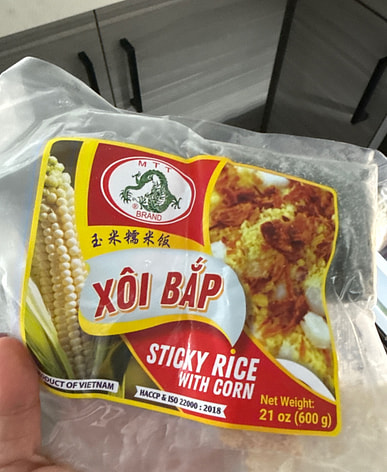 MTT
®
BRAND
玉米糯米饭
XÔI BẮP
STICKY RICE
WITH CORN
PRODUCT OF VIETNAM
HACCP & ISO 22000 : 2018
Net Weight:
21 oz (600 g)